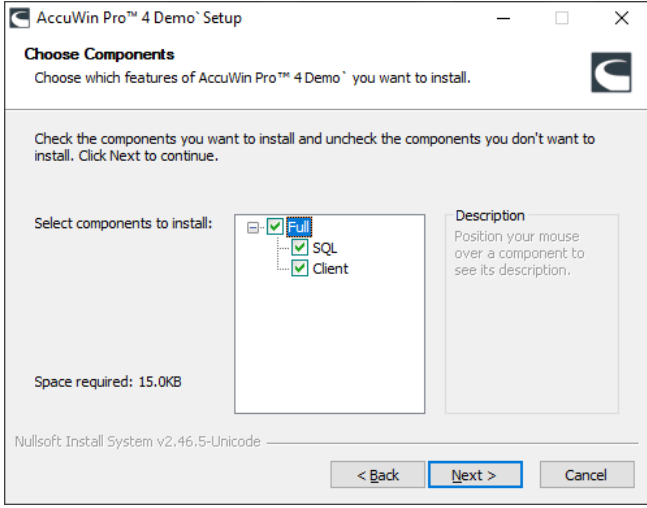 AccuWin Pro™ 4 Demo` Setup
Choose Components
Choose which features of AccuWin Pro™ 4 Demo` you want to install.
Check the components you want to install and uncheck the components you don't want to
install. Click Next to continue.
Select components to install:
Full
SQL
Client
Description
Position your mouse
over a component to
see its description.
Space required: 15.0KB
Nullsoft Install System v2.46.5-Unicode
< Back
Next >
Cancel